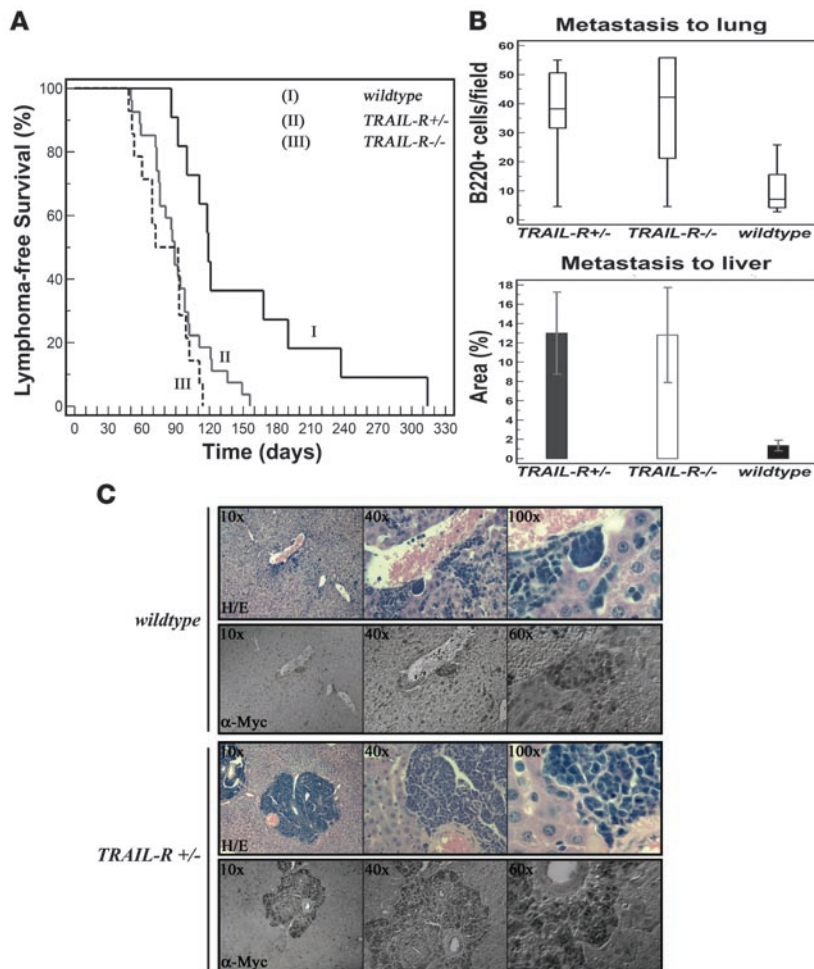 A
Lymphoma-free Survival (%)
100
80
60
40
20
0
(I) wildtype
(II) TRAIL-R+/-
(III) TRAIL-R-/-
I
II
III
0 30 60 90 120 150 180 210 240 270 300 330
Time (days)
B
Metastasis to lung
B220+ cells/field
60
50
40
30
20
10
0
TRAIL-R+/- TRAIL-R-/- wildtype
Metastasis to liver
Area (%)
18
16
14
12
10
8
6
4
2
0
TRAIL-R+/- TRAIL-R-/- wildtype
C
wildtype
10x 40x 100x
H/E
10x 40x 60x
α-Myc
TRAIL-R +/-
10x 40x 100x
H/E
10x 40x 60x
α-Myc